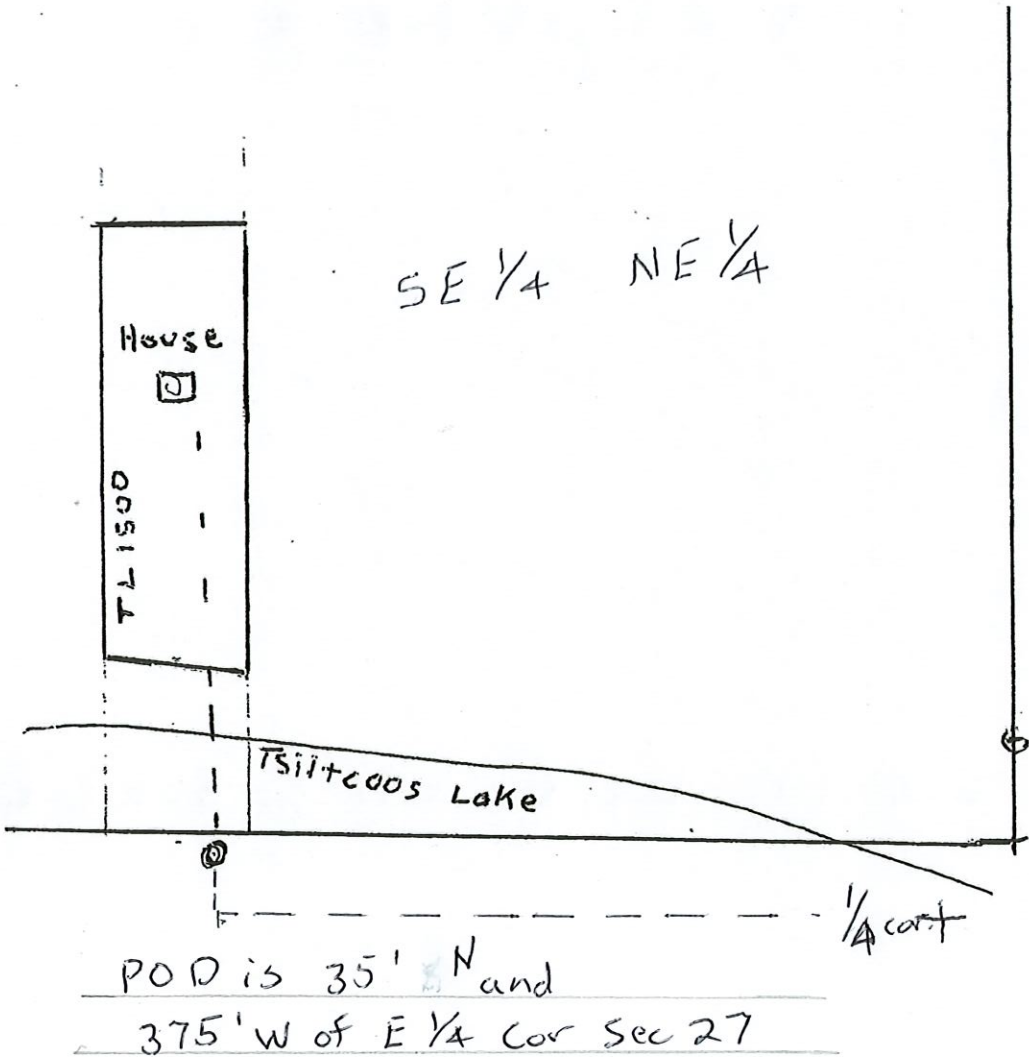 SE 1/4 NE 1/4
House
TL 1500
Tsiltcoos Lake
1/4 cor
POD is 35' N and
375' W of E 1/4 Cor Sec 27